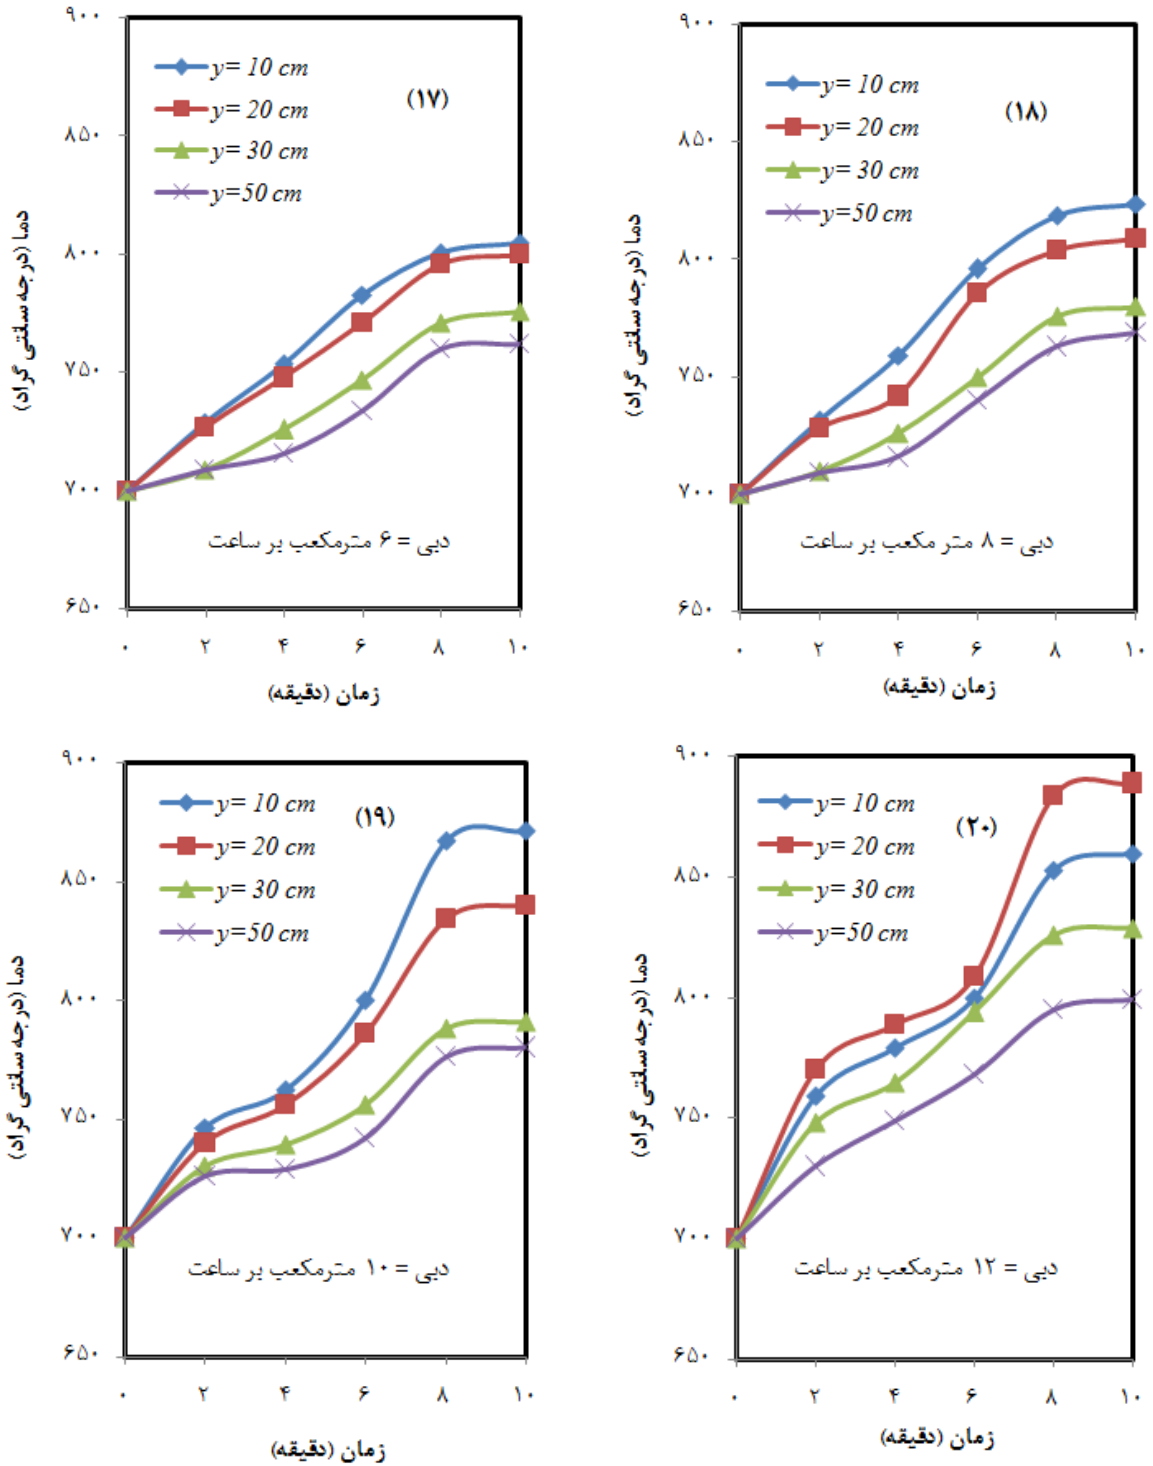 ۹۰۰
y= 10 cm
(۱۷)
y= 20 cm
۸۵۰
y= 30 cm
y=50 cm
۸۰۰
۷۵۰
۷۰۰
۶۵۰
دما (درجه سانتی گراد)
دبی = ۶ مترمکعب بر ساعت
۰ ۲ ۴ ۶ ۸ ۱۰
زمان (دقیقه)
۹۰۰
y= 10 cm
(۱۸)
y= 20 cm
۸۵۰
y= 30 cm
y=50 cm
۸۰۰
۷۵۰
۷۰۰
۶۵۰
دما (درجه سانتی گراد)
دبی = ۸ متر مکعب بر ساعت
۰ ۲ ۴ ۶ ۸ ۱۰
زمان (دقیقه)
۹۰۰
y= 10 cm
(۱۹)
y= 20 cm
۸۵۰
y= 30 cm
y=50 cm
۸۰۰
۷۵۰
۷۰۰
۶۵۰
دما (درجه سانتی گراد)
دبی = ۱۰ مترمکعب بر ساعت
۰ ۲ ۴ ۶ ۸ ۱۰
زمان (دقیقه)
۹۰۰
y= 10 cm
(۲۰)
y= 20 cm
۸۵۰
y= 30 cm
y=50 cm
۸۰۰
۷۵۰
۷۰۰
۶۵۰
دما (درجه سانتی گراد)
دبی = ۱۲ مترمکعب بر ساعت
۰ ۲ ۴ ۶ ۸ ۱۰
زمان (دقیقه)